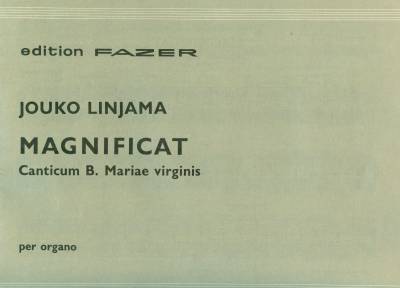 edition FAZER
JOUKO LINJAMA
MAGNIFICAT
Canticum B. Mariae virginis
per organo